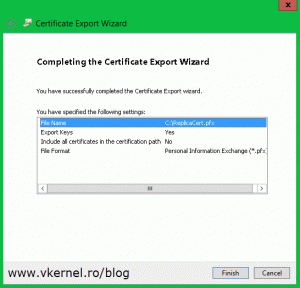 Certificate Export Wizard
Completing the Certificate Export Wizard
You have successfully completed the Certificate Export wizard.
You have specified the following settings:
File Name C:\ReplicaCert.pfx
Export Keys Yes
Include all certificates in the certification path No
File Format Personal Information Exchange (*.pfx
www.vkernel.ro/blog
Finish Cancel